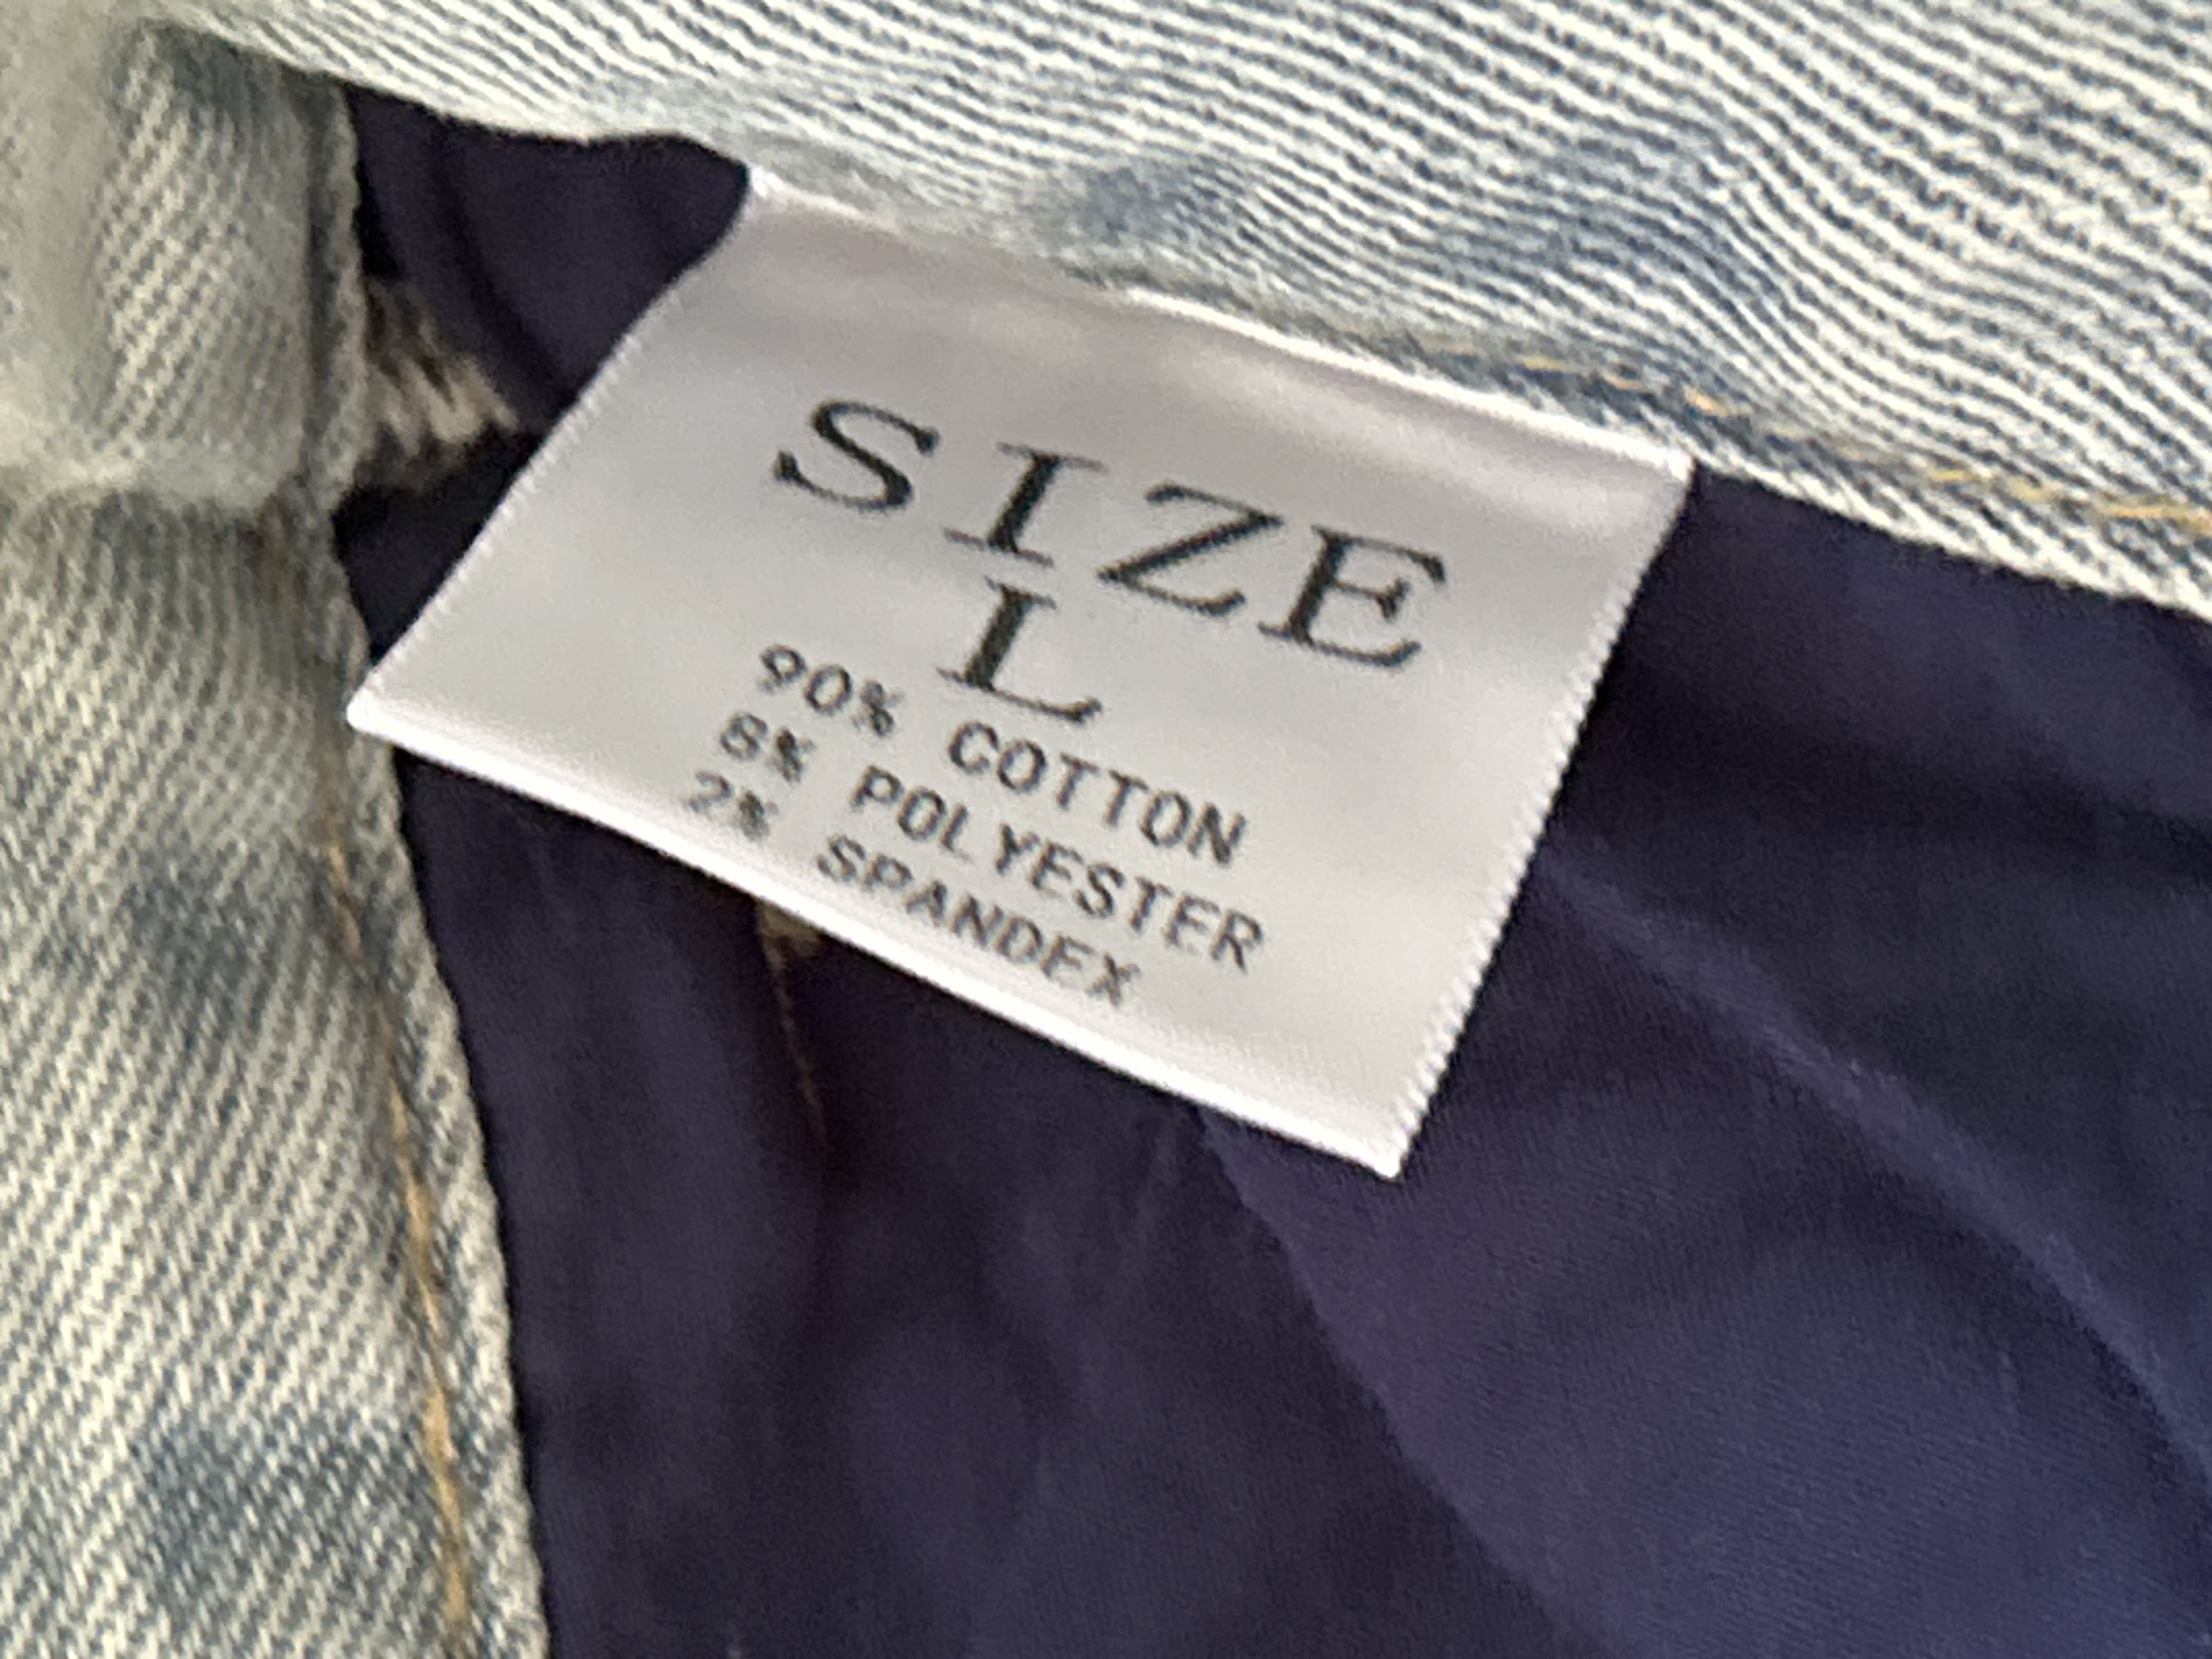 SIZE
L
90% COTTON
8% POLYESTER
2% SPANDEX